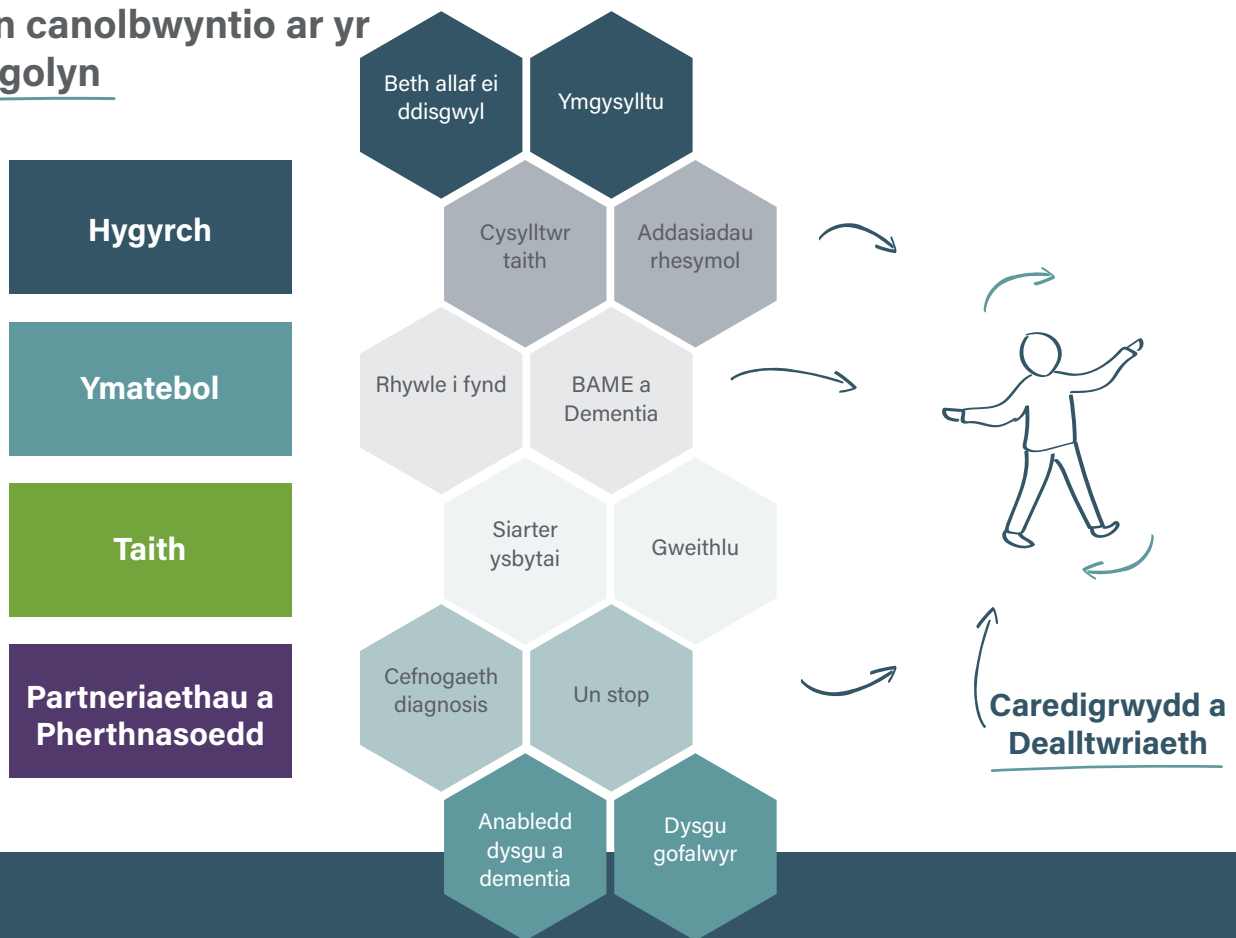 canolbwyntio ar yr
Hygyrch
Ymatebol
Taith
Partneriaethau a
Pherthnasoedd
Beth allaf ei
ddisgwyl
Ymgysylltu
Cysylltwr
taith
Addasiadau
rhesymol
Rhywle i fynd
BAME a
Dementia
Siarter
ysbytai
Gweithlu
Cefnogaeth
diagnosis
Un stop
Anabledd
dysgu a
dementia
Dysgu
gofalwyr
Caredigrwydd a
Dealltwriaeth